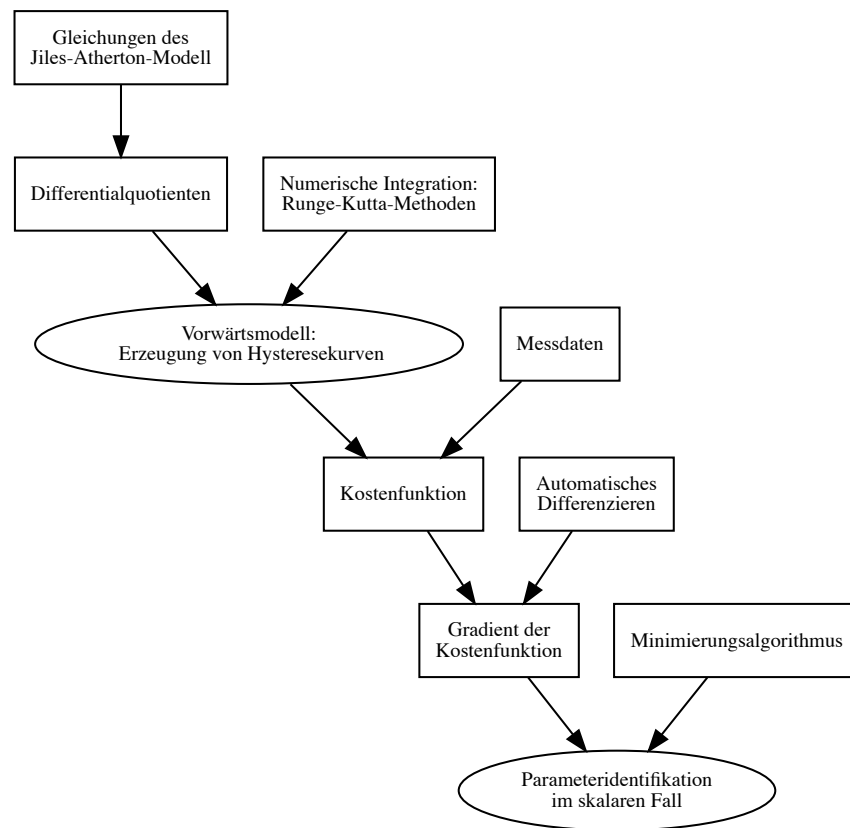 Gleichungen des
Jiles-Atherton-Modell
Differentialquotienten
Numerische Integration:
Runge-Kutta-Methoden
Vorwärtsmodell:
Erzeugung von Hysteresekurven
Messdaten
Kostenfunktion
Automatisches
Differenzieren
Gradient der
Kostenfunktion
Minimierungsalgorithmus
Parameteridentifikation
im skalaren Fall